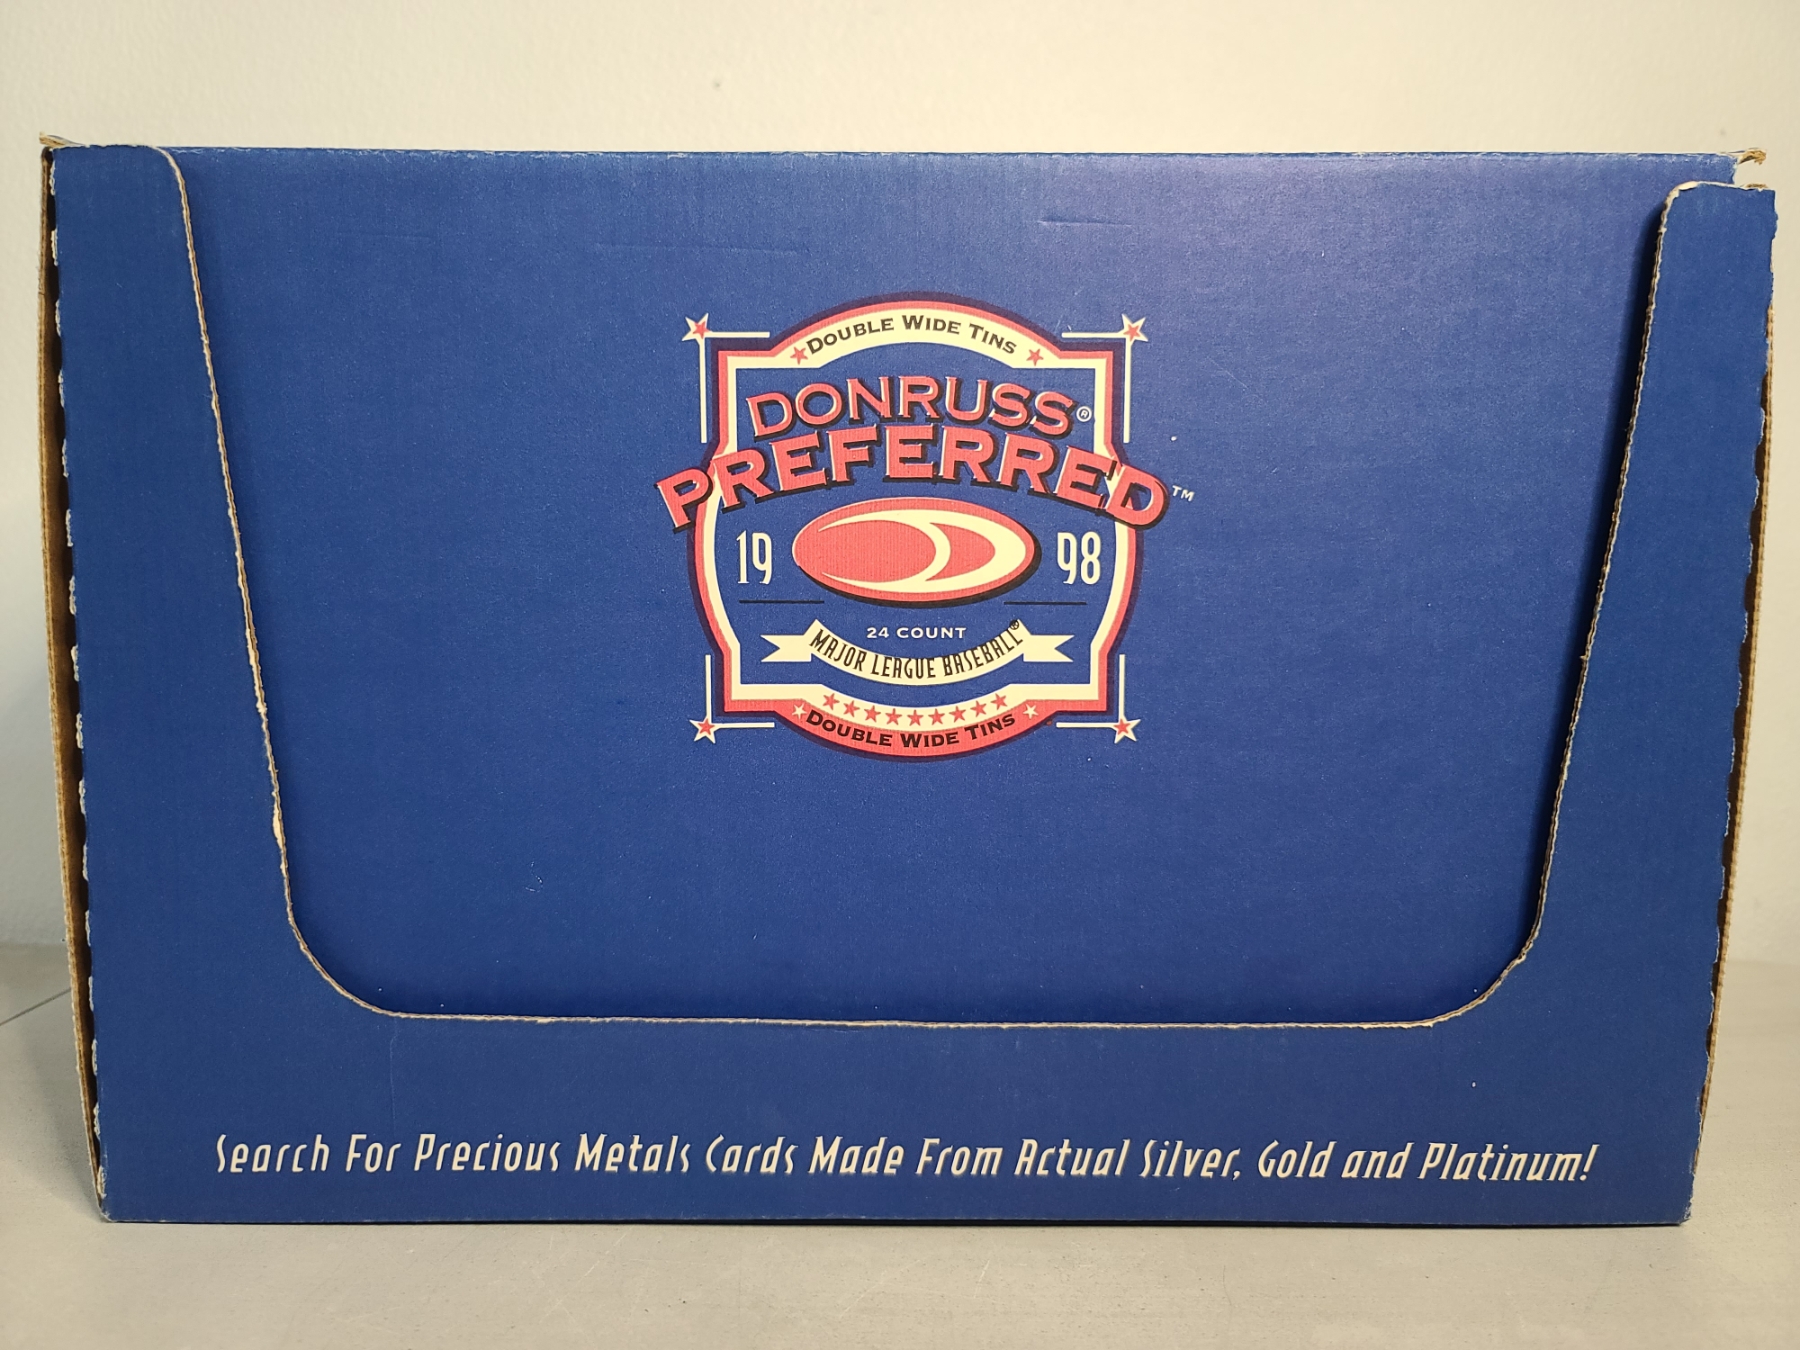 DOUBLE WIDE TINS
DONRUSS®
PREFERRED™
19 98
24 COUNT
MAJOR LEAGUE BASEBALL®
DOUBLE WIDE TINS
Search For Precious Metals Cards Made From Actual Silver, Gold and Platinum!